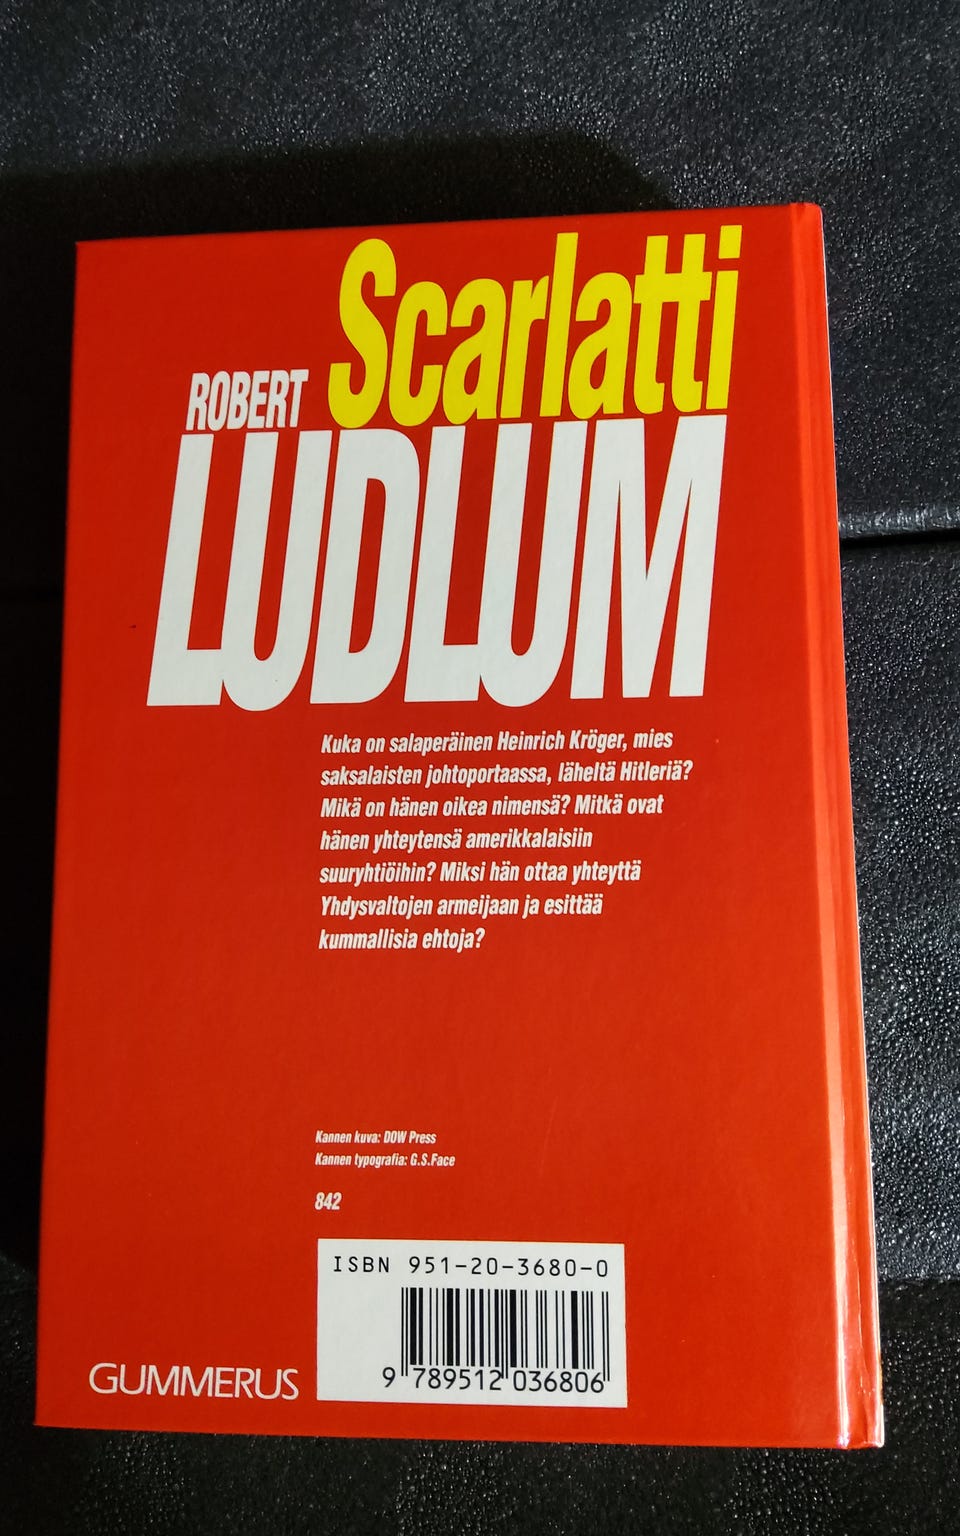 Scarlatti
ROBERT
LUDLUM
Kuka on salaperäinen Heinrich Kröger, mies
saksalaisten johtoportaassa, läheltä Hitleriä?
Mikä on hänen oikea nimensä? Mitkä ovat
hänen yhteytensä amerikkalaisiin
suuryhtiöihin? Miksi hän ottaa yhteyttä
Yhdysvaltojen armeijaan ja esittää
kummallisia ehtoja?
Kannen kuva: DOW Press
Kannen typografia: G.S.Face
842
ISBN 951-20-3680-0
9 789512 036806
GUMMERUS